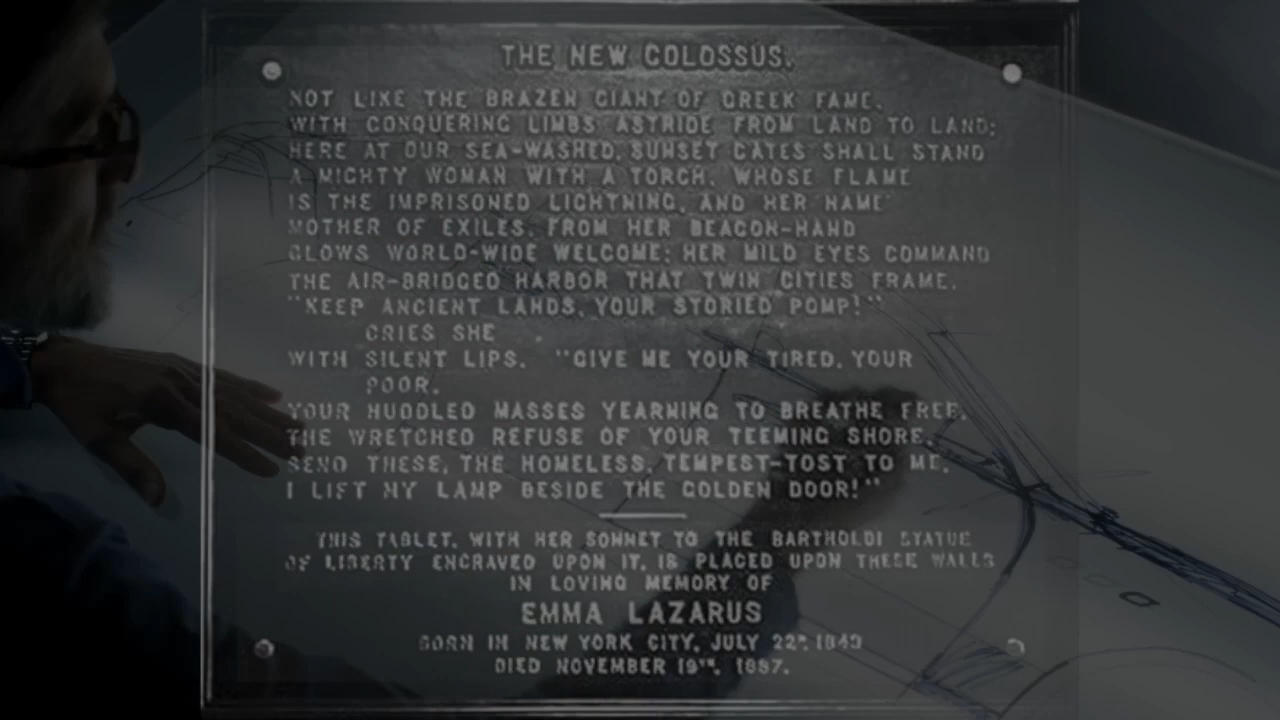 THE NEW COLOSSUS.
NOT LIKE THE BRAZEN GIANT OF GREEK FAME,
WITH CONQUERING LIMBS ASTRIDE FROM LAND TO LAND;
HERE AT OUR SEA-WASHED, SUNSET GATES SHALL STAND
A MIGHTY WOMAN WITH A TORCH, WHOSE FLAME
IS THE IMPRISONED LIGHTNING, AND HER NAME
MOTHER OF EXILES. FROM HER BEACON-HAND
GLOWS WORLD-WIDE WELCOME; HER MILD EYES COMMAND
THE AIR-BRIDGED HARBOR THAT TWIN CITIES FRAME.
"KEEP ANCIENT LANDS, YOUR STORIED POMP!"
CRIES SHE
WITH SILENT LIPS. "GIVE ME YOUR TIRED, YOUR
POOR,
YOUR HUDDLED MASSES YEARNING TO BREATHE FREE,
THE WRETCHED REFUSE OF YOUR TEEMING SHORE.
SEND THESE, THE HOMELESS, TEMPEST-TOST TO ME,
I LIFT MY LAMP BESIDE THE GOLDEN DOOR!"
THIS TABLET, WITH HER SONNET TO THE BARTHOLDI STATUE
OF LIBERTY ENGRAVED UPON IT, IS PLACED UPON THESE WALLS
IN LOVING MEMORY OF
EMMA LAZARUS
BORN IN NEW YORK CITY, JULY 22ᴰ, 1849
DIED NOVEMBER 19ᵀᴴ, 1887.